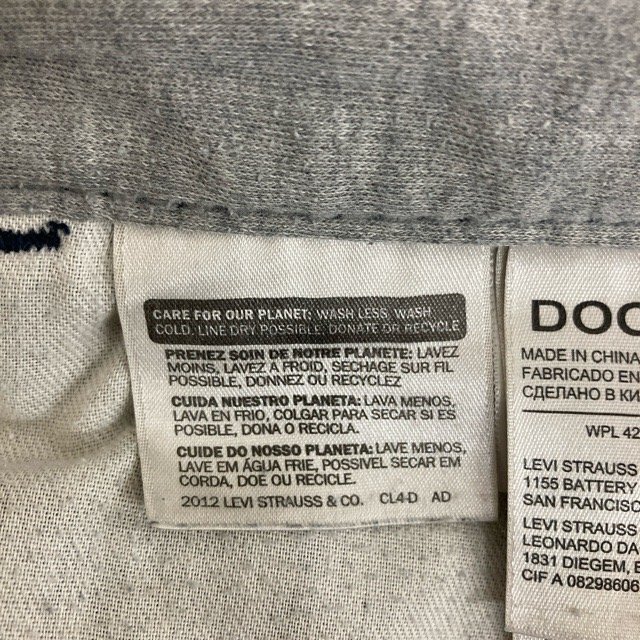 CARE FOR OUR PLANET: WASH LESS, WASH
COLD, LINE DRY POSSIBLE, DONATE OR RECYCLE
PRENEZ SOIN DE NOTRE PLANETE: LAVEZ
MOINS, LAVEZ A FROID, SECHAGE SUR FIL
POSSIBLE, DONNEZ OU RECYCLEZ
CUIDA NUESTRO PLANETA: LAVA MENOS,
LAVA EN FRIO, COLGAR PARA SECAR SI ES
POSIBLE, DONA O RECICLA.
CUIDE DO NOSSO PLANETA: LAVE MENOS,
LAVE EM ÁGUA FRIE, POSSIVEL SECAR EM
CORDA, DOE OU RECICLE.
2012 LEVI STRAUSS & CO. CL4-D AD
DOC
MADE IN CHINA
FABRICADO EN
СДЕЛАНО В КИ
WPL 42
LEVI STRAUSS
1155 BATTERY
SAN FRANCISC
LEVI STRAUSS
LEONARDO DA
1831 DIEGEM, B
CIF A 08298606